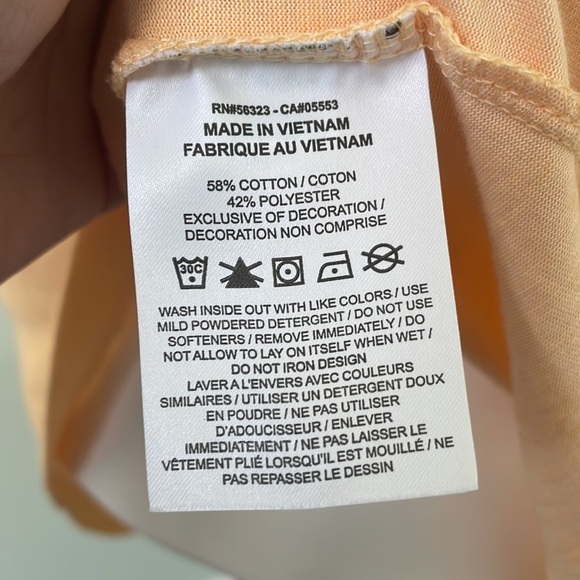 RN#56323 - CA#05553
MADE IN VIETNAM
FABRIQUE AU VIETNAM
58% COTTON / COTON
42% POLYESTER
EXCLUSIVE OF DECORATION /
DECORATION NON COMPRISE
30C
WASH INSIDE OUT WITH LIKE COLORS / USE
MILD POWDERED DETERGENT / DO NOT USE
SOFTENERS / REMOVE IMMEDIATELY / DO
NOT ALLOW TO LAY ON ITSELF WHEN WET /
DO NOT IRON DESIGN
LAVER A L'ENVERS AVEC COULEURS
SIMILAIRES / UTILISER UN DETERGENT DOUX
EN POUDRE / NE PAS UTILISER
D'ADOUCISSEUR / ENLEVER
IMMEDIATEMENT / NE PAS LAISSER LE
VÊTEMENT PLIÉ LORSQU'IL EST MOUILLÉ / NE
PAS REPASSER LE DESSIN